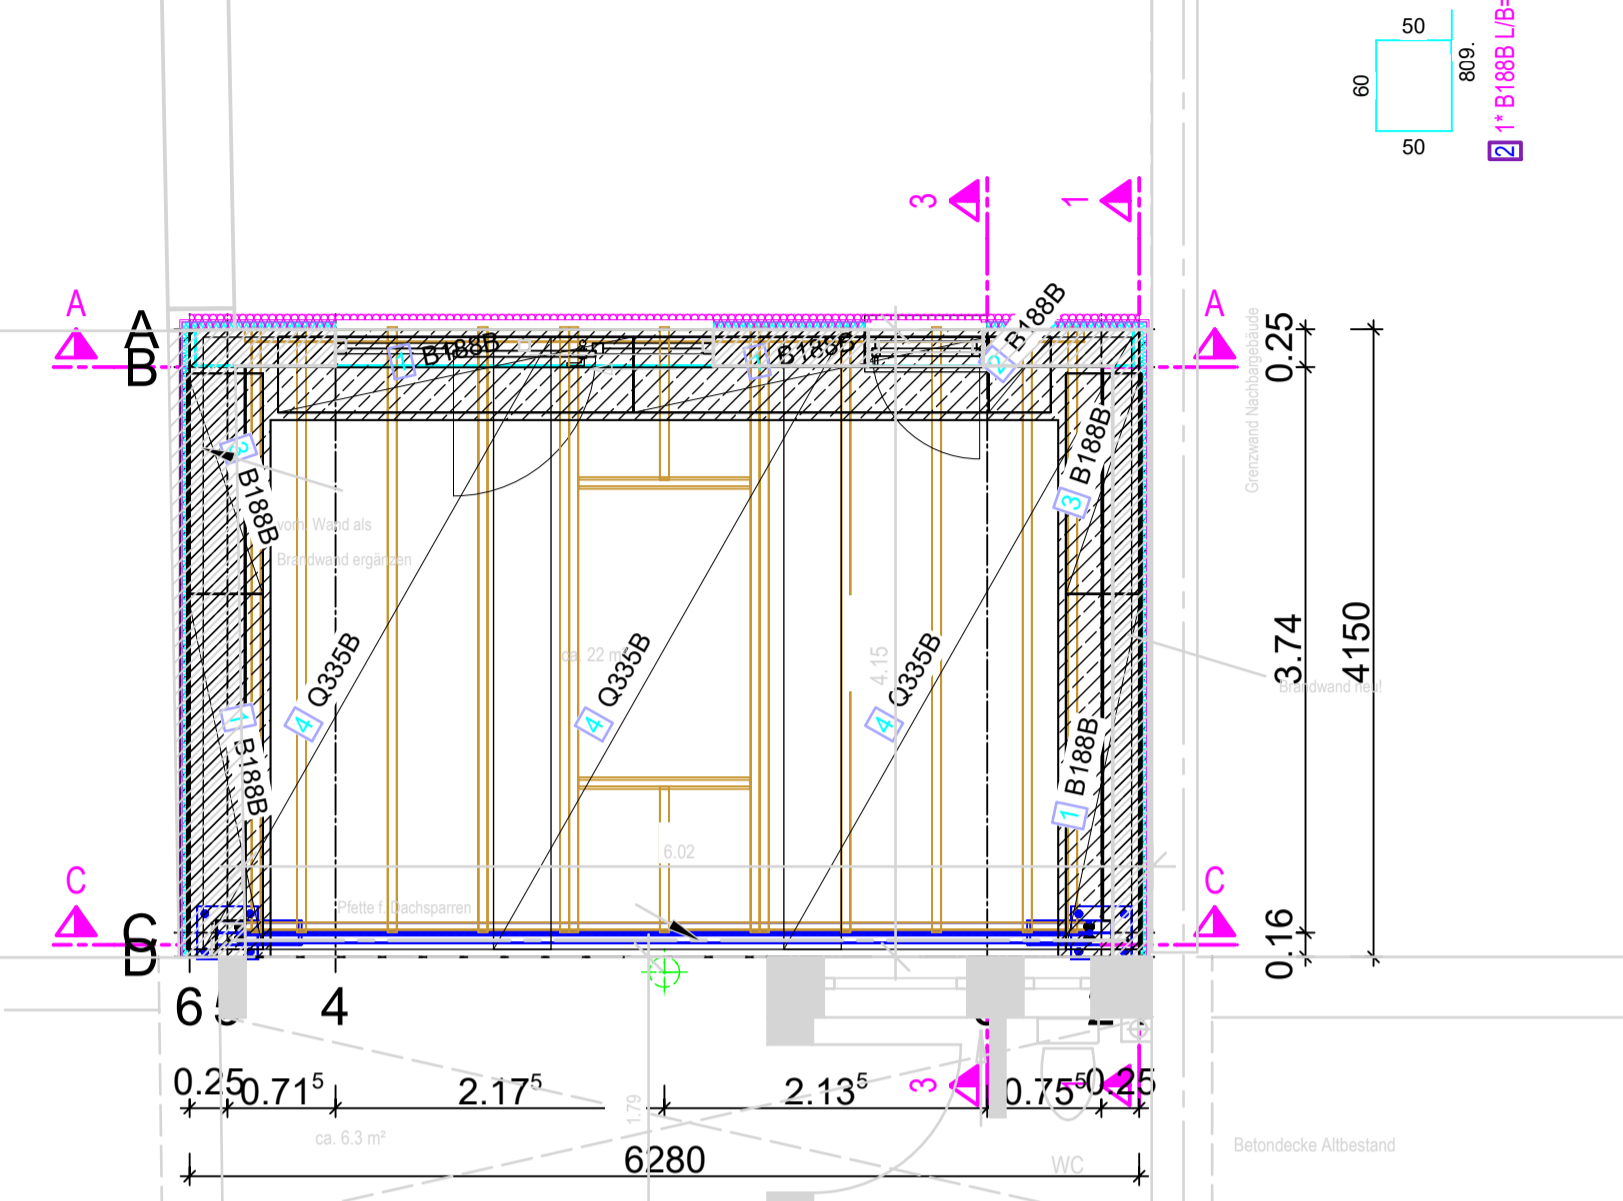 50
60
809.
50
2 1* B188B L/B=
3
1
A
A
A
B
0.25
Grenzwand Nachbargebäude
1 B188B
1 B188B
2 B188B
3 B188B
3 B188B
vorh. Wand als
Brandwand ergänzen
4 Q335B
4 Q335B
4 Q335B
ca. 22 m²
4.15
3.74
4150
Brandwand neu!
1 B188B
1 B188B
6.02
Pfette f. Dachsparren
C
C
C
D
0.16
6
5
4
0.25
0.71⁵
2.17⁵
2.13⁵
3
0.75⁵
1
0.25
1.79
ca. 6.3 m²
6280
WC
Betondecke Altbestand